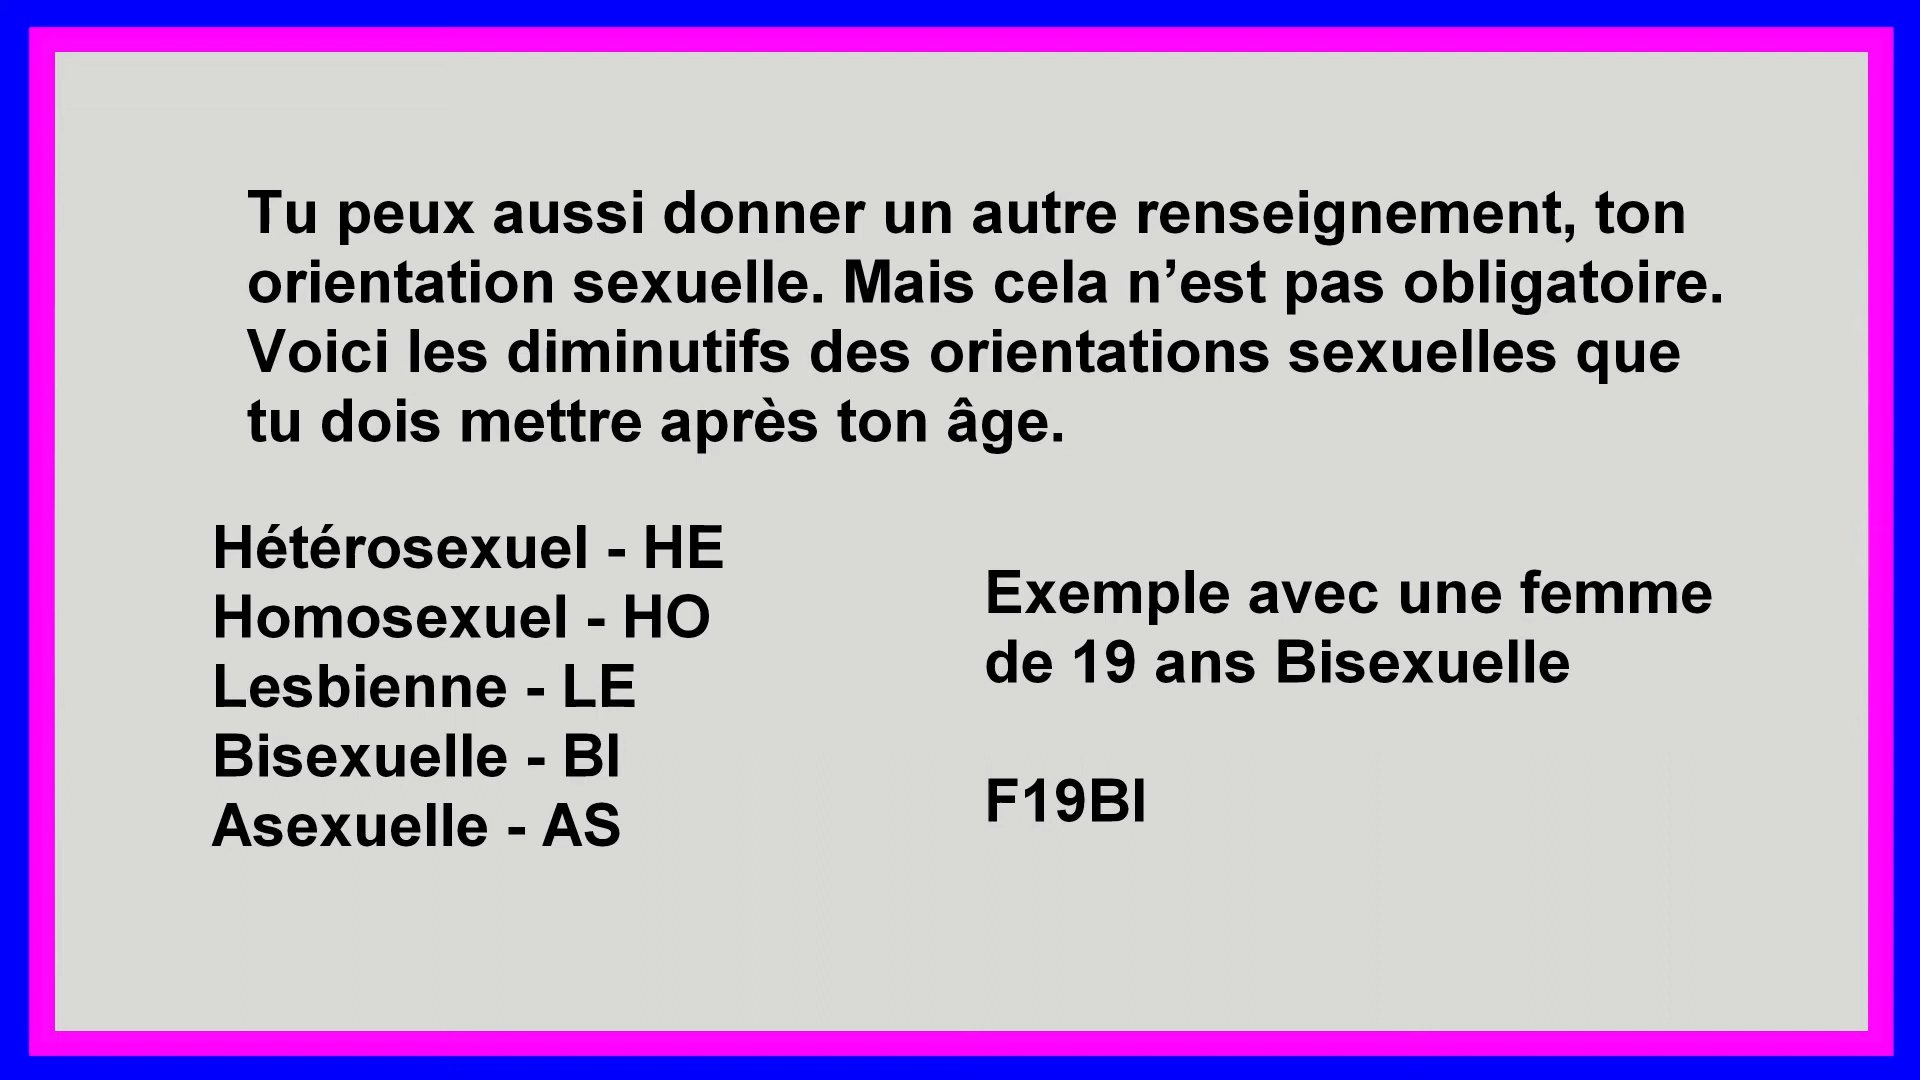 Tu peux aussi donner un autre renseignement, ton
orientation sexuelle. Mais cela n’est pas obligatoire.
Voici les diminutifs des orientations sexuelles que
tu dois mettre après ton âge.
Hétérosexuel - HE
Homosexuel - HO
Lesbienne - LE
Bisexuelle - BI
Asexuelle - AS
Exemple avec une femme
de 19 ans Bisexuelle
F19BI